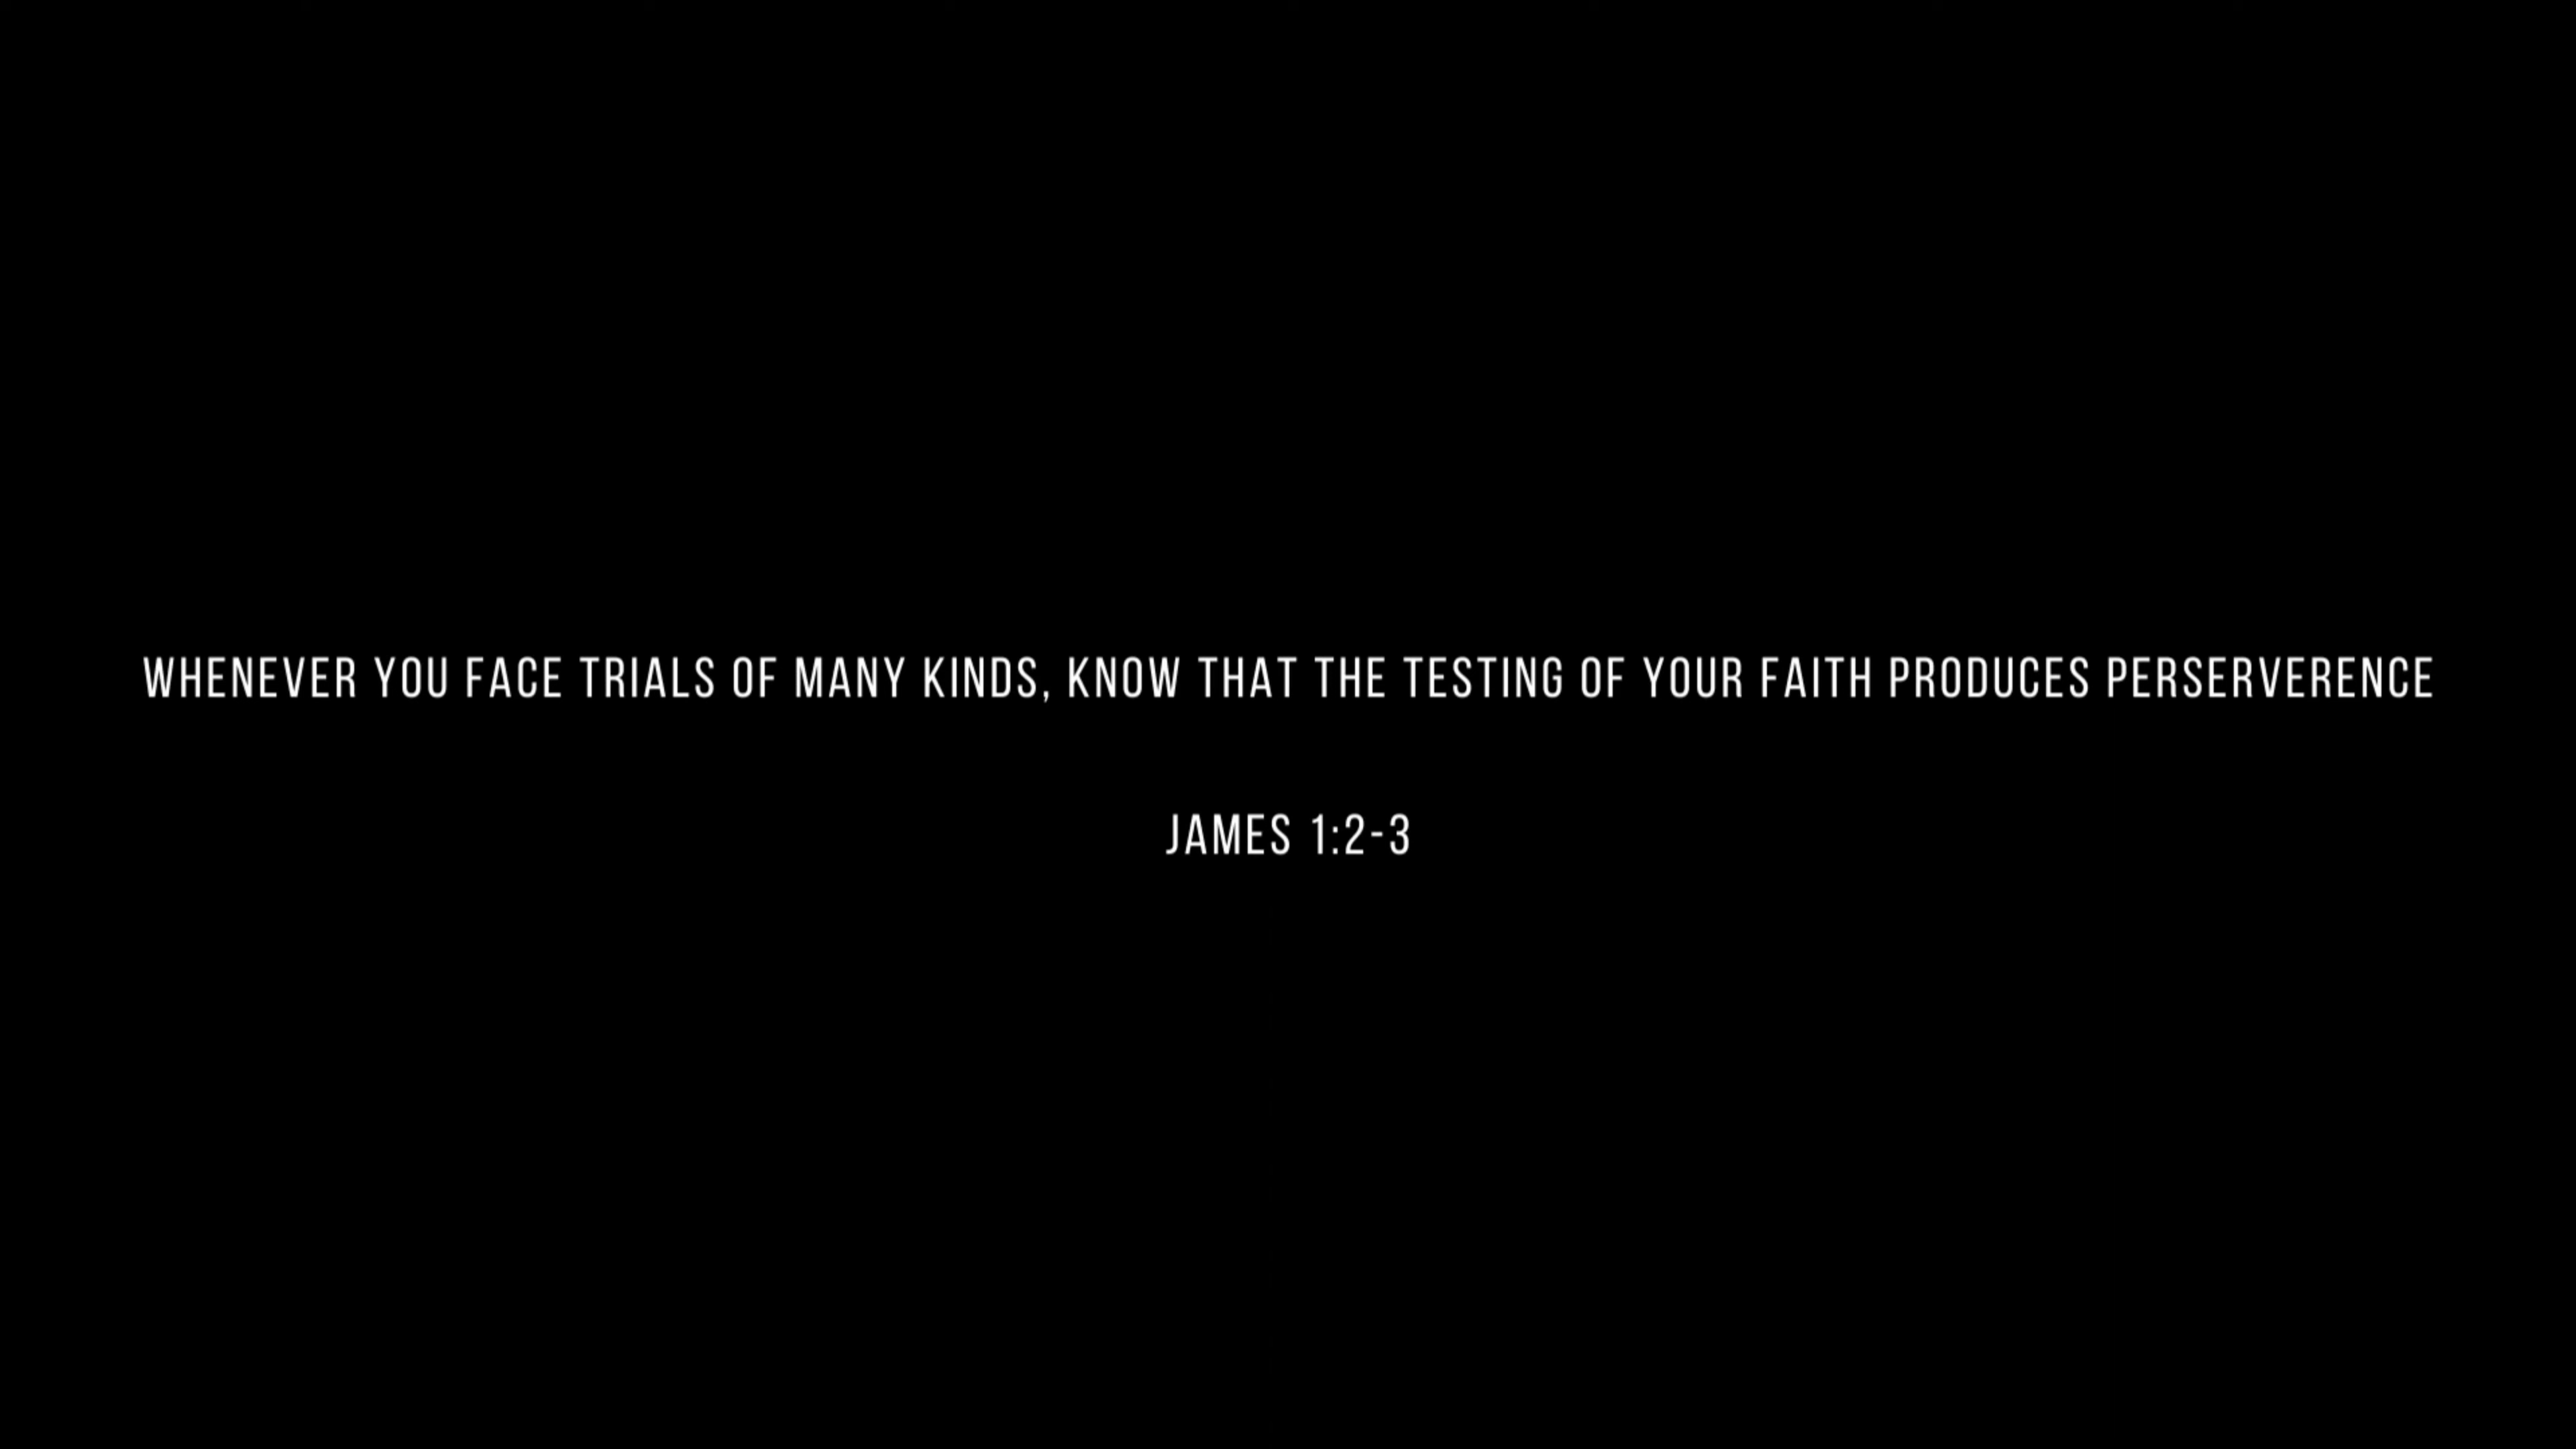 WHENEVER YOU FACE TRIALS OF MANY KINDS, KNOW THAT THE TESTING OF YOUR FAITH PRODUCES PERSERVERENCE
JAMES 1:2-3